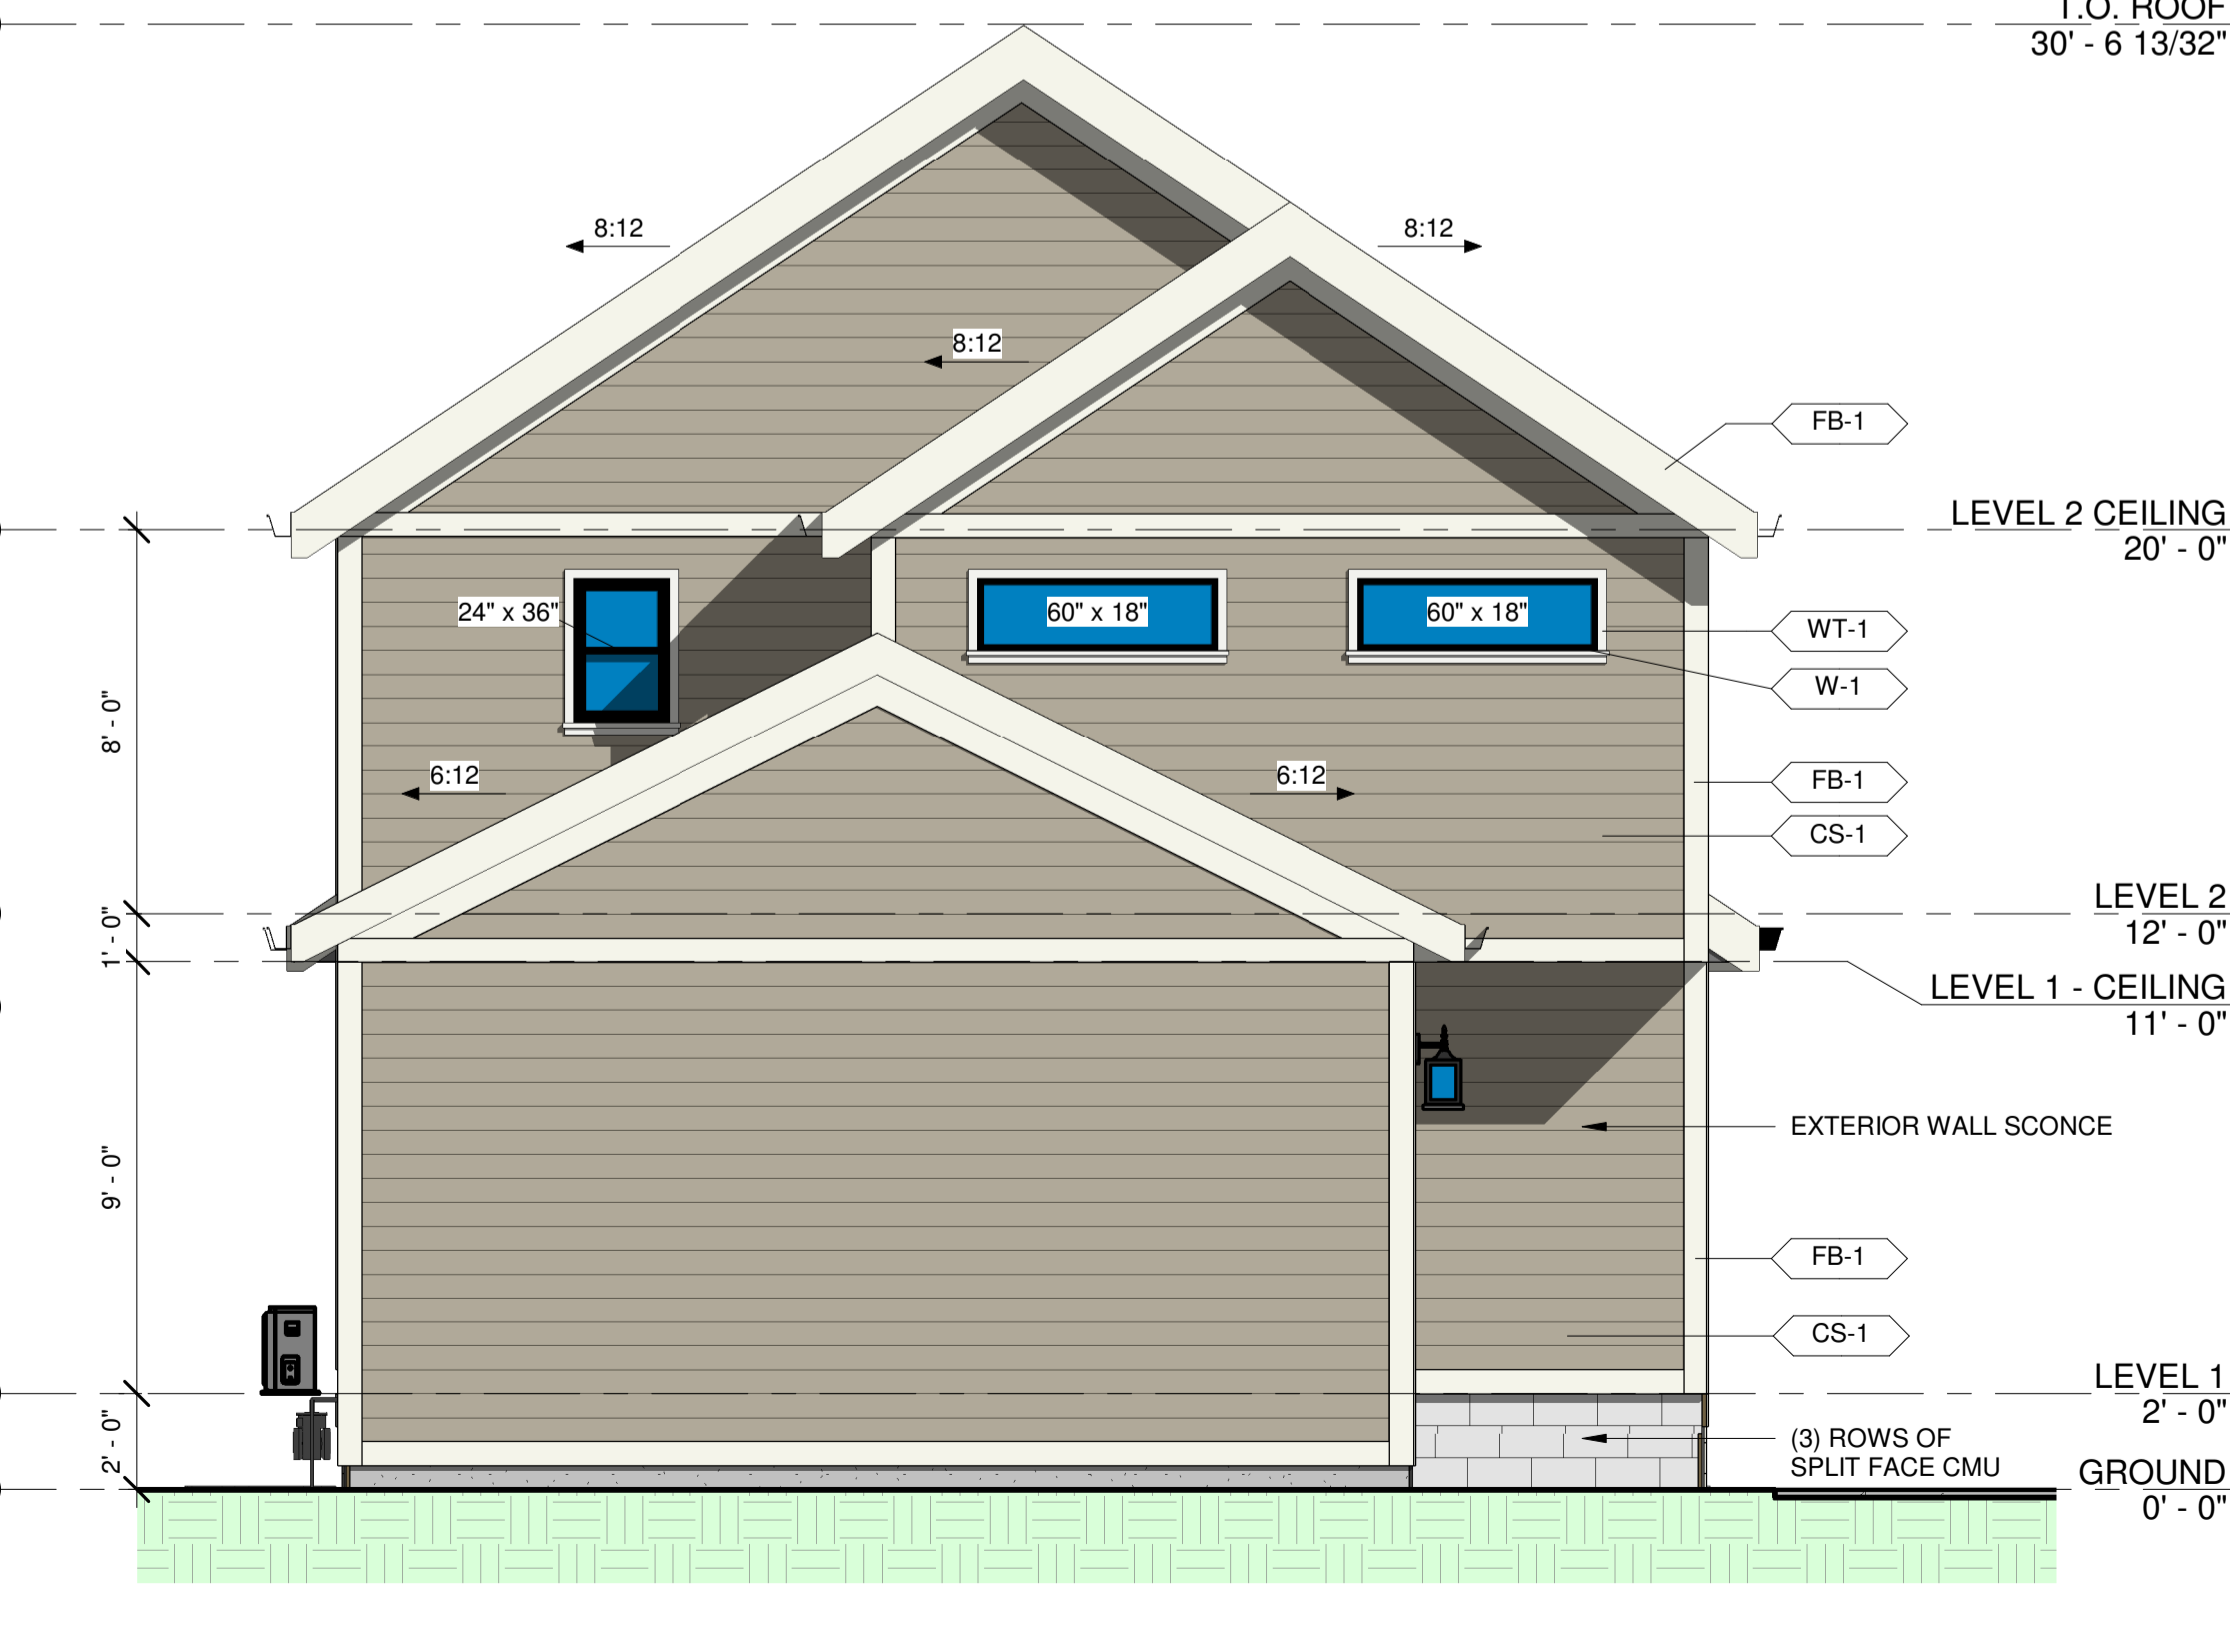 T.O. ROOF
30' - 6 13/32"
8:12
8:12
8:12
FB-1
LEVEL 2 CEILING
20' - 0"
24" x 36"
60" x 18"
60" x 18"
WT-1
W-1
8' - 0"
6:12
6:12
FB-1
CS-1
LEVEL 2
12' - 0"
1' - 0"
LEVEL 1 - CEILING
11' - 0"
EXTERIOR WALL SCONCE
9' - 0"
FB-1
CS-1
LEVEL 1
2' - 0"
2' - 0"
(3) ROWS OF
SPLIT FACE CMU
GROUND
0' - 0"